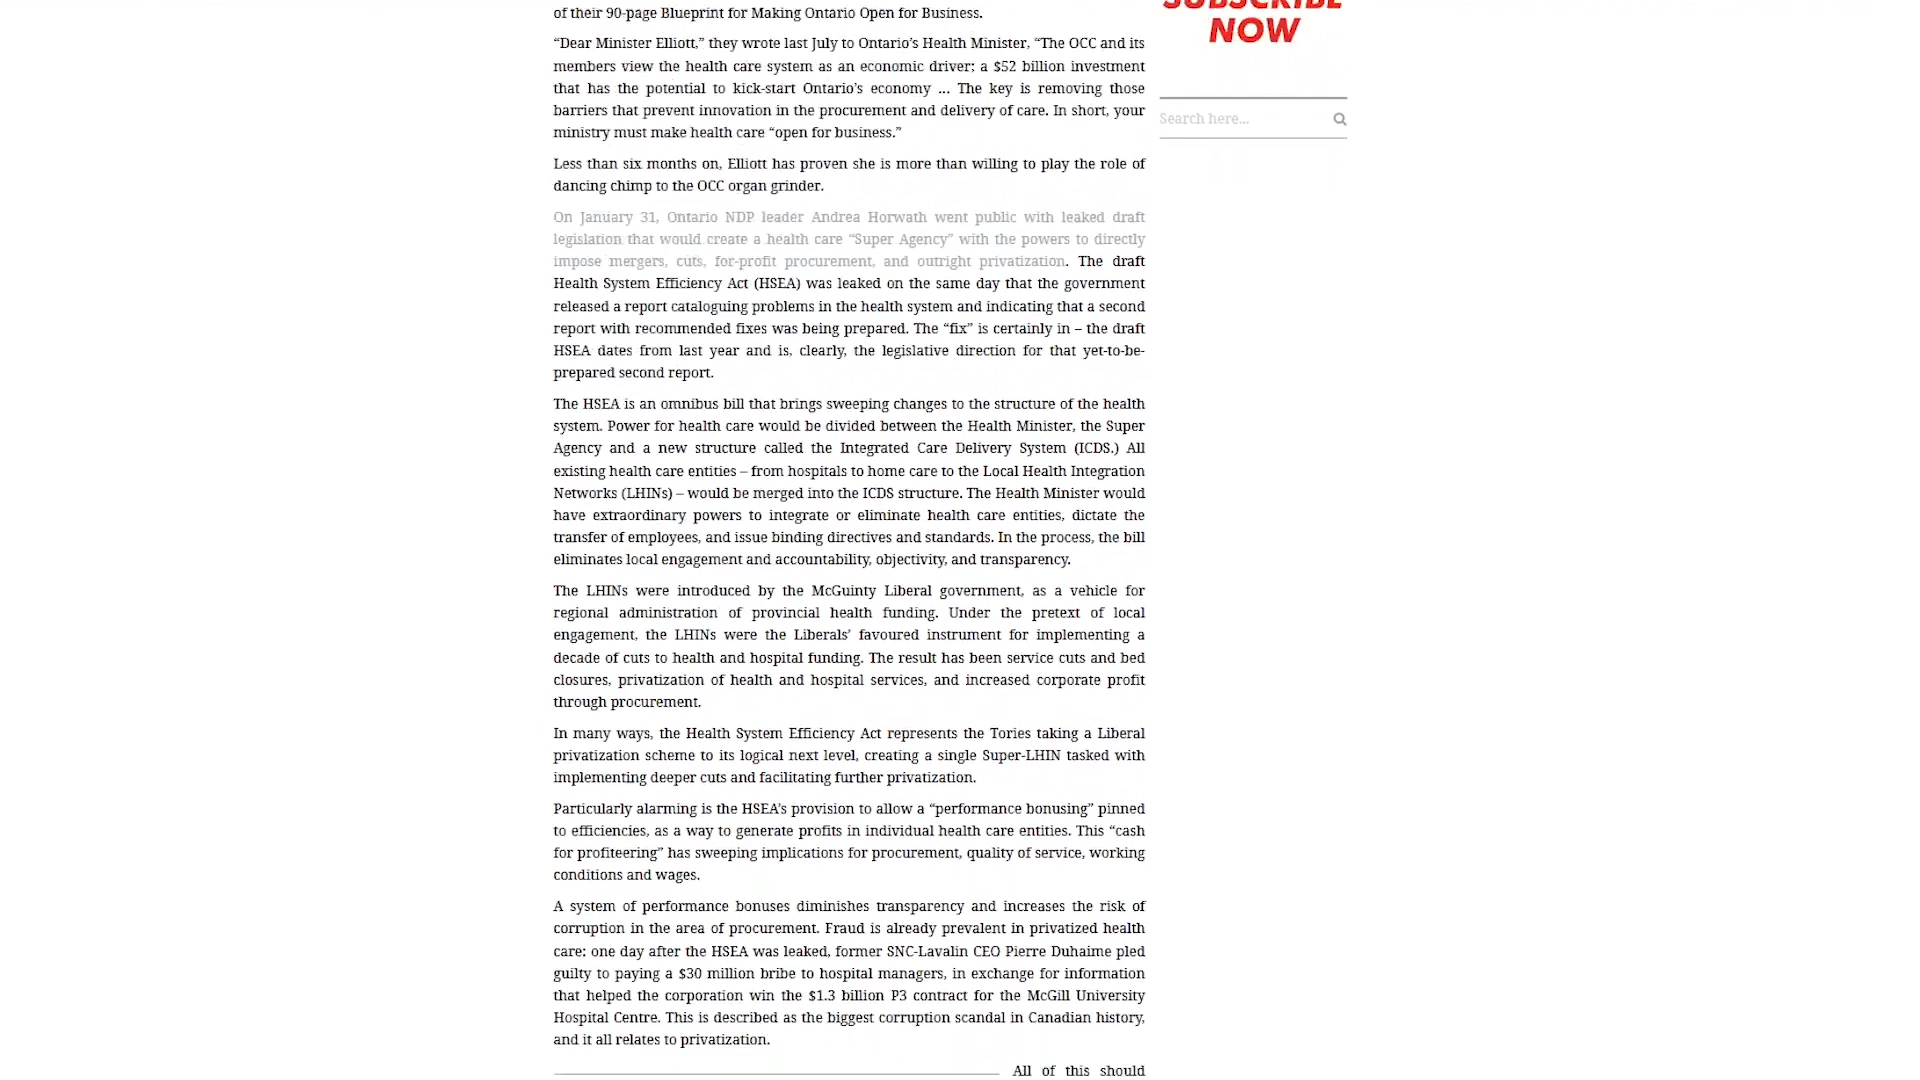 of their 90-page Blueprint for Making Ontario Open for Business.
“Dear Minister Elliott,” they wrote last July to Ontario’s Health Minister, “The OCC and its
members view the health care system as an economic driver; a $52 billion investment
that has the potential to kick-start Ontario’s economy ... The key is removing those
barriers that prevent innovation in the procurement and delivery of care. In short, your
ministry must make health care “open for business.”
Less than six months on, Elliott has proven she is more than willing to play the role of
dancing chimp to the OCC organ grinder.
On January 31, Ontario NDP leader Andrea Horwath went public with leaked draft
legislation that would create a health care “Super Agency” with the powers to directly
impose mergers, cuts, for-profit procurement, and outright privatization. The draft
Health System Efficiency Act (HSEA) was leaked on the same day that the government
released a report cataloguing problems in the health system and indicating that a second
report with recommended fixes was being prepared. The “fix” is certainly in – the draft
HSEA dates from last year and is, clearly, the legislative direction for that yet-to-be-
prepared second report.
The HSEA is an omnibus bill that brings sweeping changes to the structure of the health
system. Power for health care would be divided between the Health Minister, the Super
Agency and a new structure called the Integrated Care Delivery System (ICDS.) All
existing health care entities – from hospitals to home care to the Local Health Integration
Networks (LHINs) – would be merged into the ICDS structure. The Health Minister would
have extraordinary powers to integrate or eliminate health care entities, dictate the
transfer of employees, and issue binding directives and standards. In the process, the bill
eliminates local engagement and accountability, objectivity, and transparency.
The LHINs were introduced by the McGuinty Liberal government, as a vehicle for
regional administration of provincial health funding. Under the pretext of local
engagement, the LHINs were the Liberals’ favoured instrument for implementing a
decade of cuts to health and hospital funding. The result has been service cuts and bed
closures, privatization of health and hospital services, and increased corporate profit
through procurement.
In many ways, the Health System Efficiency Act represents the Tories taking a Liberal
privatization scheme to its logical next level, creating a single Super-LHIN tasked with
implementing deeper cuts and facilitating further privatization.
Particularly alarming is the HSEA’s provision to allow a “performance bonusing” pinned
to efficiencies, as a way to generate profits in individual health care entities. This “cash
for profiteering” has sweeping implications for procurement, quality of service, working
conditions and wages.
A system of performance bonuses diminishes transparency and increases the risk of
corruption in the area of procurement. Fraud is already prevalent in privatized health
care: one day after the HSEA was leaked, former SNC-Lavalin CEO Pierre Duhaime pled
guilty to paying a $30 million bribe to hospital managers, in exchange for information
that helped the corporation win the $1.3 billion P3 contract for the McGill University
Hospital Centre. This is described as the biggest corruption scandal in Canadian history,
and it all relates to privatization.
All of this should
SUBSCRIBE
NOW
Search here...